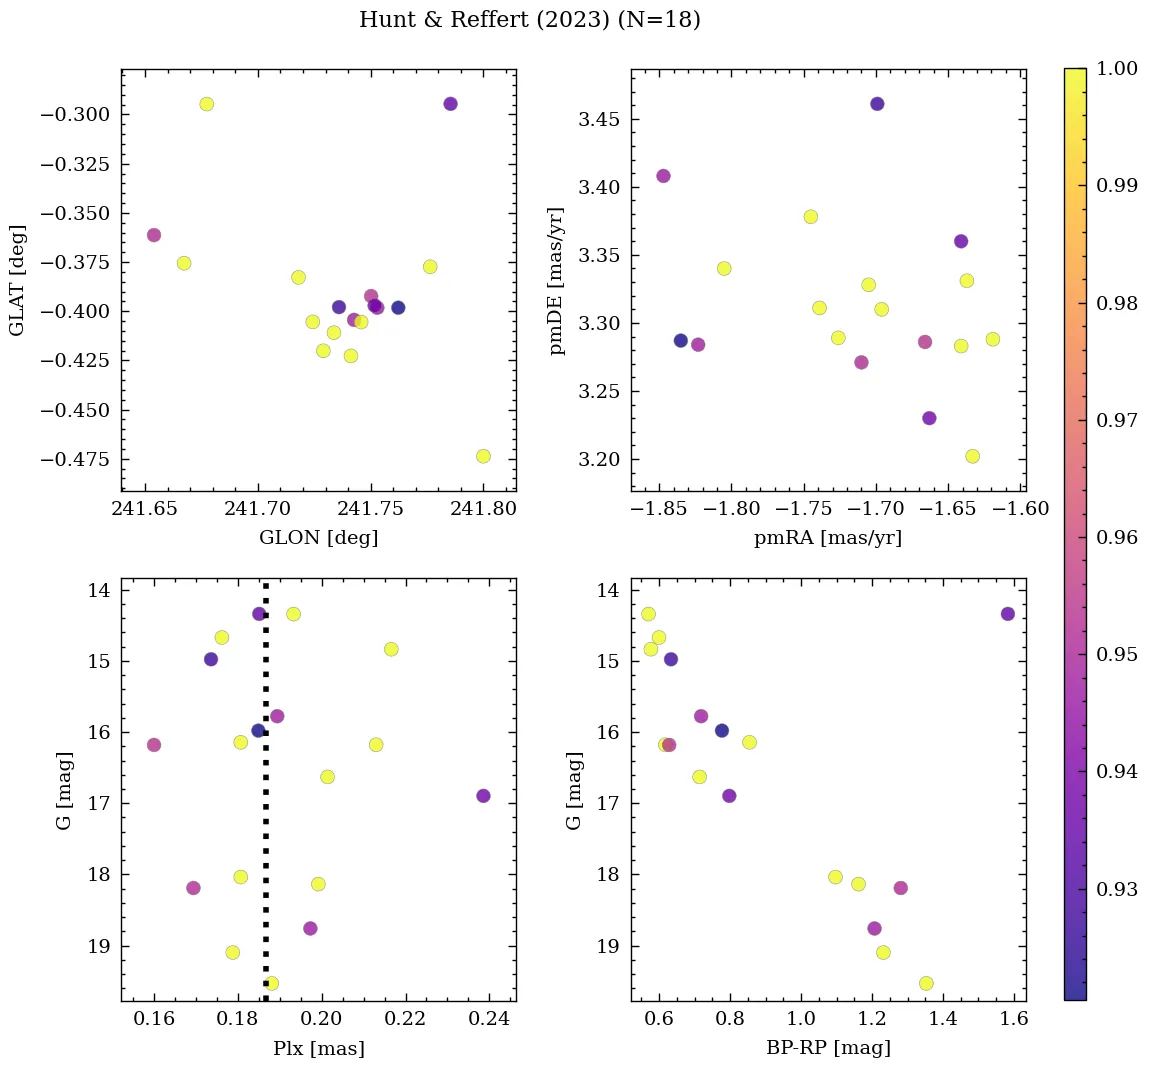 Hunt & Reffert (2023) (N=18)
−0.300
−0.325
−0.350
−0.375
−0.400
−0.425
−0.450
−0.475
GLAT [deg]
241.65 241.70 241.75 241.80
GLON [deg]
3.45
3.40
3.35
3.30
3.25
3.20
pmDE [mas/yr]
−1.85 −1.80 −1.75 −1.70 −1.65 −1.60
pmRA [mas/yr]
14
15
16
17
18
19
G [mag]
0.16 0.18 0.20 0.22 0.24
Plx [mas]
14
15
16
17
18
19
G [mag]
0.6 0.8 1.0 1.2 1.4 1.6
BP-RP [mag]
1.00
0.99
0.98
0.97
0.96
0.95
0.94
0.93